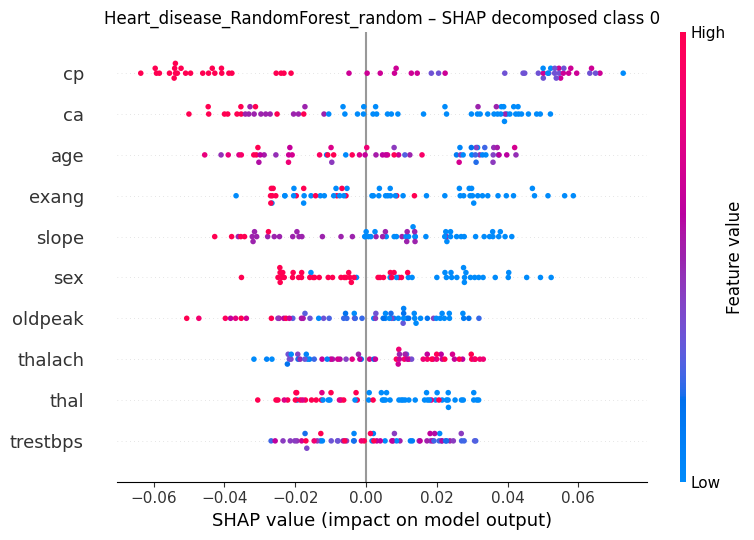 Heart_disease_RandomForest_random – SHAP decomposed class 0
High
cp
ca
age
exang
slope
sex
oldpeak
thalach
thal
trestbps
Feature value
Low
−0.06 −0.04 −0.02 0.00 0.02 0.04 0.06
SHAP value (impact on model output)